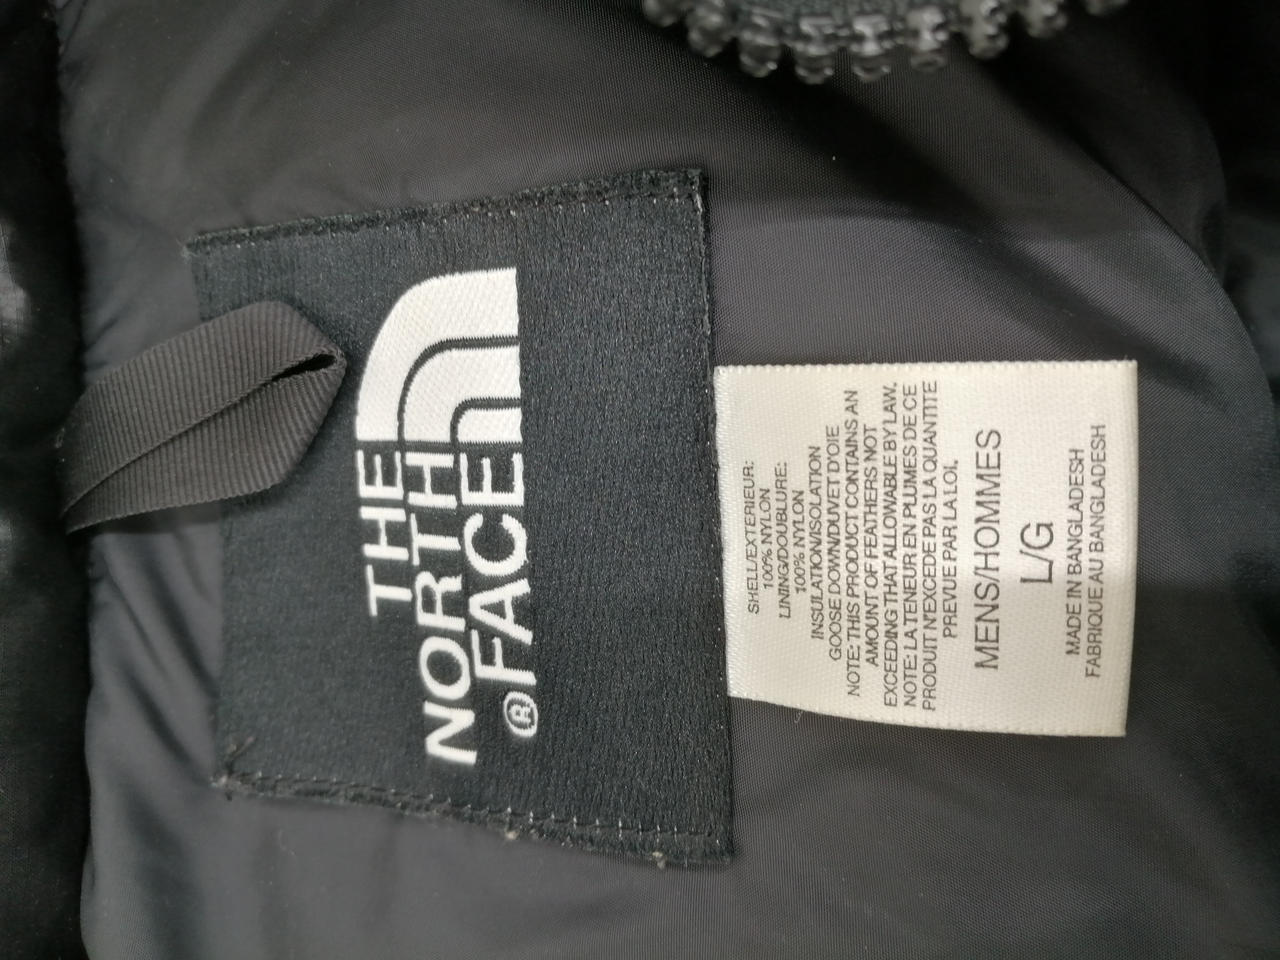 THE
NORTH
FACE
®
SHELL/EXTERIEUR:
100% NYLON
LINING/DOUBLURE:
100% NYLON
INSULATION/ISOLATION
GOOSE DOWN/DUVET D'OIE
NOTE: THIS PRODUCT CONTAINS AN
AMOUNT OF FEATHERS NOT
EXCEEDING THAT ALLOWABLE BY LAW.
NOTE: LA TENEUR EN PLUMES DE CE
PRODUIT N'EXCEDE PAS LA QUANTITE
PREVUE PAR LA LOI.
MENS/HOMMES
L/G
MADE IN BANGLADESH
FABRIQUE AU BANGLADESH